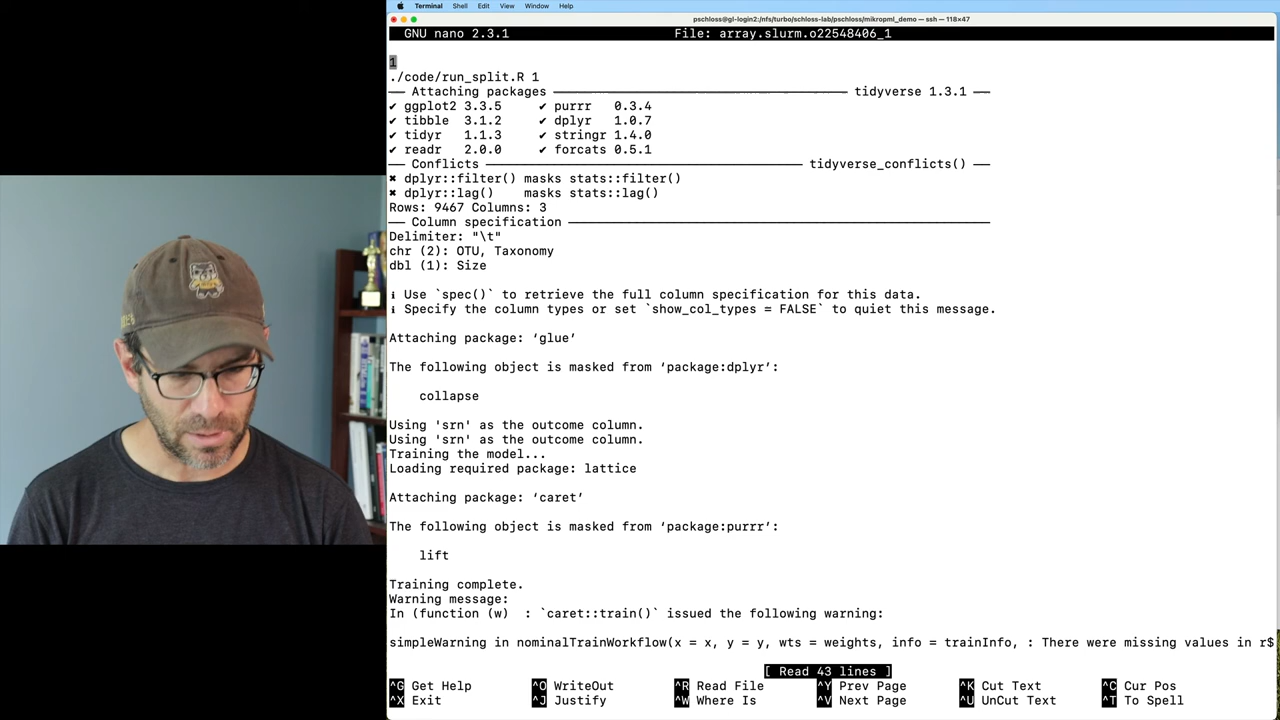 Terminal Shell Edit View Window Help
pschloss@gl-login2:/nfs/turbo/schloss-lab/pschloss/mikropml_demo — ssh — 118×47
GNU nano 2.3.1 File: array.slurm.o22548406_1
1
./code/run_split.R 1
── Attaching packages ── tidyverse 1.3.1 ──
✔ ggplot2 3.3.5 ✔ purrr 0.3.4
✔ tibble 3.1.2 ✔ dplyr 1.0.7
✔ tidyr 1.1.3 ✔ stringr 1.4.0
✔ readr 2.0.0 ✔ forcats 0.5.1
── Conflicts ── tidyverse_conflicts() ──
✖ dplyr::filter() masks stats::filter()
✖ dplyr::lag() masks stats::lag()
Rows: 9467 Columns: 3
── Column specification ──
Delimiter: "\t"
chr (2): OTU, Taxonomy
dbl (1): Size
ℹ Use `spec()` to retrieve the full column specification for this data.
ℹ Specify the column types or set `show_col_types = FALSE` to quiet this message.
Attaching package: ‘glue’
The following object is masked from ‘package:dplyr’:
collapse
Using 'srn' as the outcome column.
Using 'srn' as the outcome column.
Training the model...
Loading required package: lattice
Attaching package: ‘caret’
The following object is masked from ‘package:purrr’:
lift
Training complete.
Warning message:
In (function (w) : `caret::train()` issued the following warning:
simpleWarning in nominalTrainWorkflow(x = x, y = y, wts = weights, info = trainInfo, : There were missing values in r$
[ Read 43 lines ]
^G Get Help ^O WriteOut ^R Read File ^Y Prev Page ^K Cut Text ^C Cur Pos
^X Exit ^J Justify ^W Where Is ^V Next Page ^U UnCut Text ^T To Spell